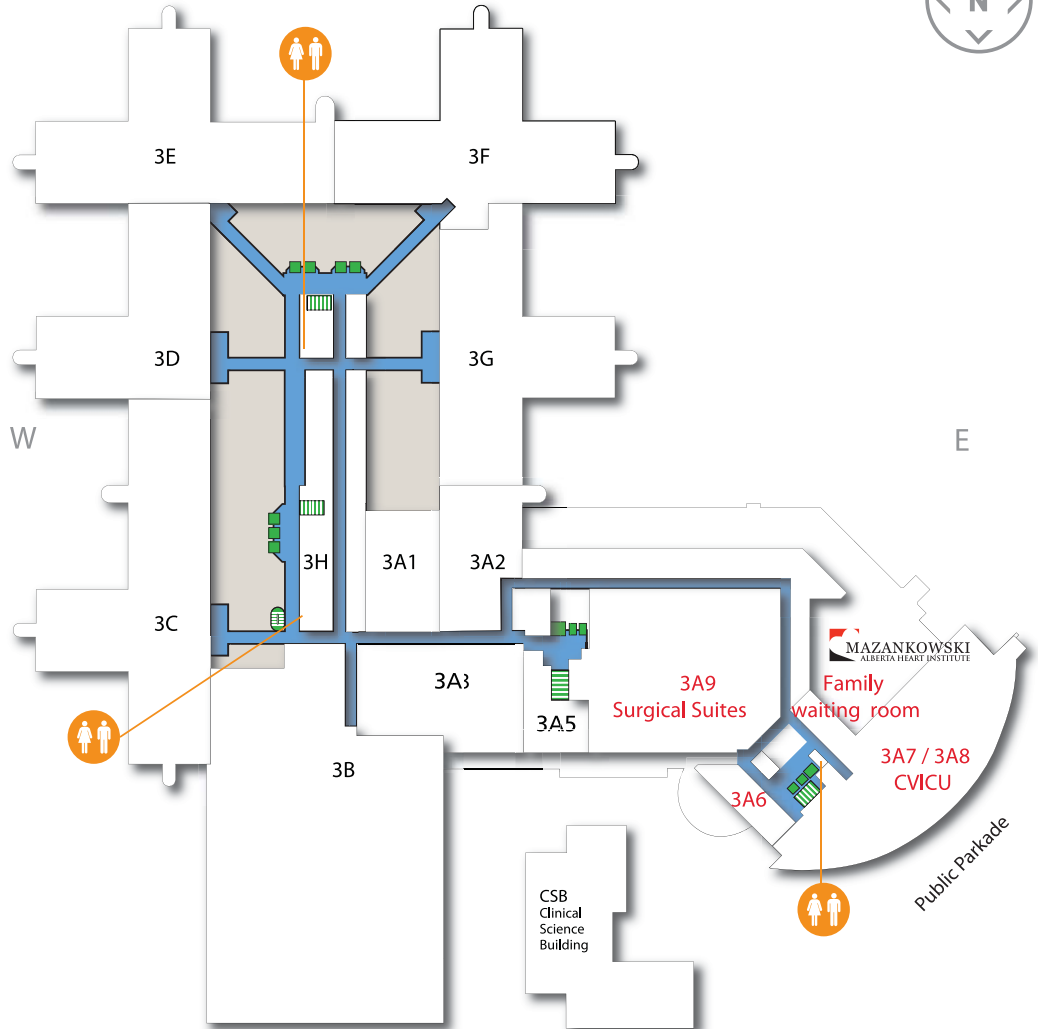 N
3E
3F
3D
3G
W
E
3H
3A1
3A2
3C
MAZANKOWSKI
ALBERTA HEART INSTITUTE
3A3
3A9
Surgical Suites
Family
waiting room
3A5
3B
3A7 / 3A8
CVICU
3A6
Public Parkade
CSB
Clinical
Science
Building